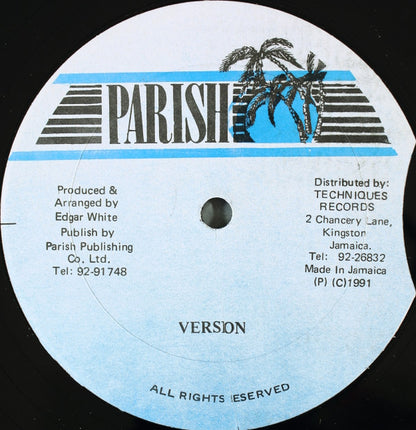 PARISH
Produced &
Arranged by
Edgar White
Publish by
Parish Publishing
Co, Ltd.
Tel: 92-91748
Distributed by:
TECHNIQUES
RECORDS
2 Chancery Lane,
Kingston
Jamaica.
Tel: 92-26832
Made In Jamaica
(P) (C)1991
VERSION
ALL RIGHTS ESERVED